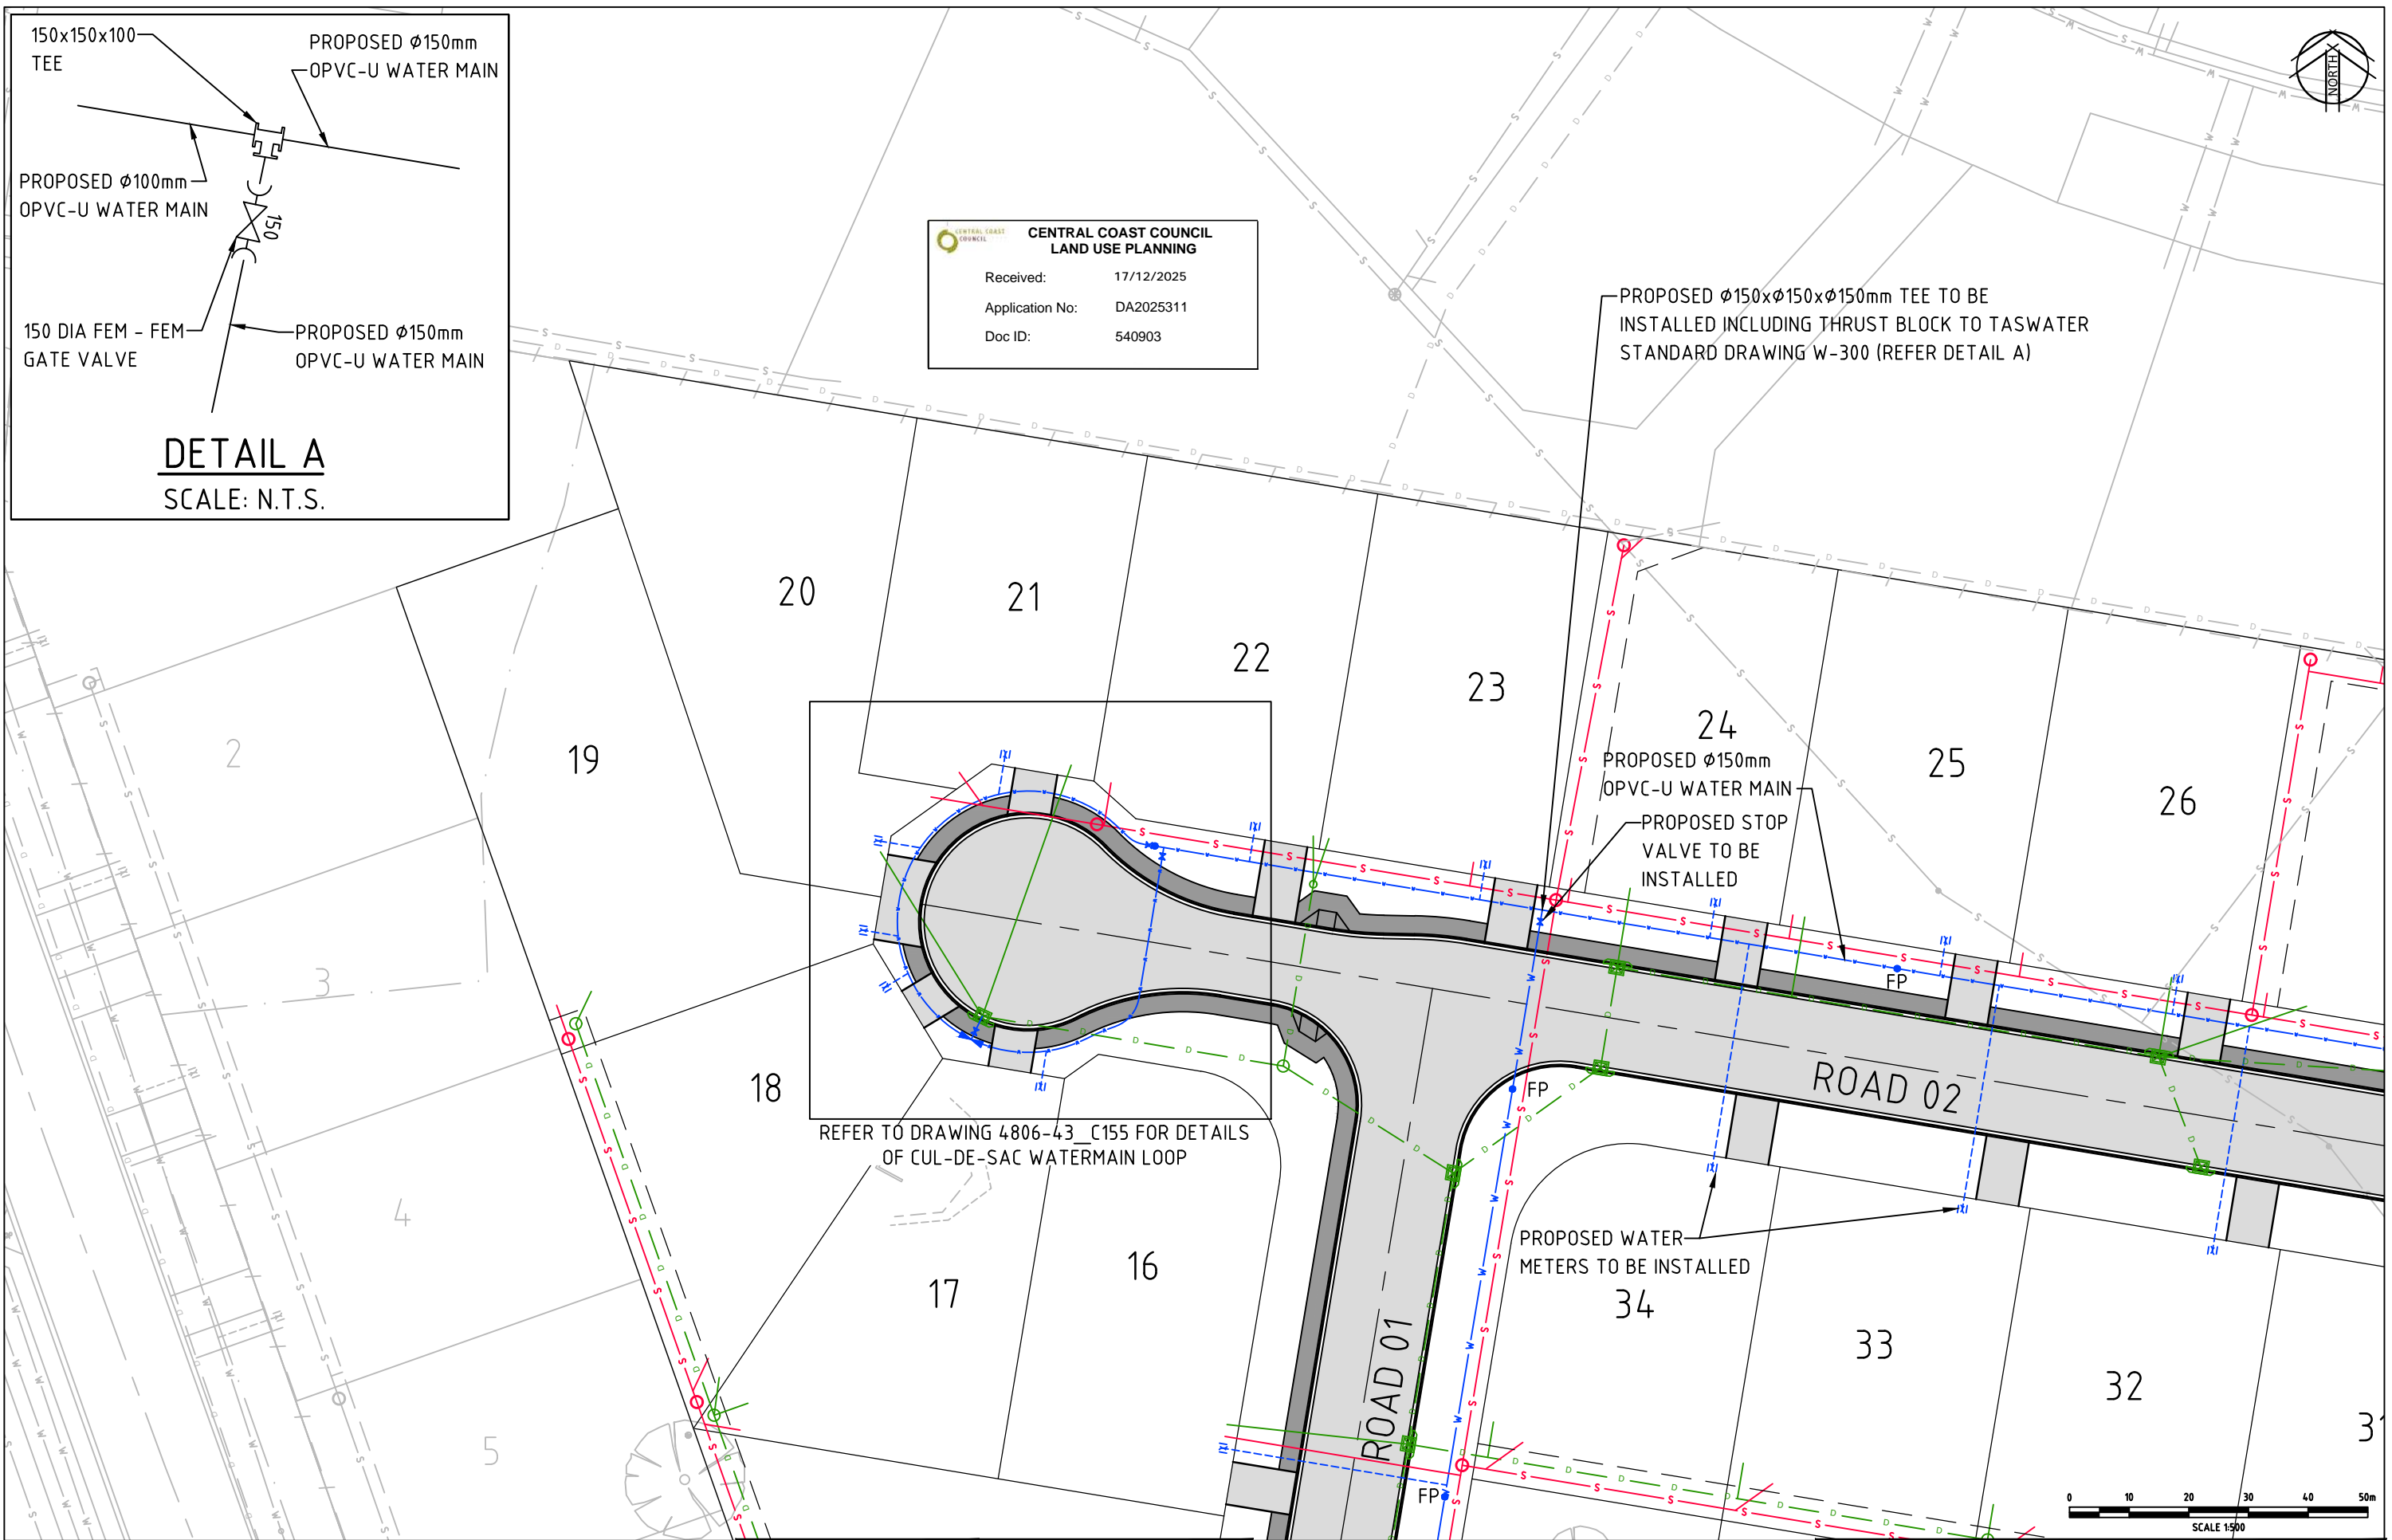 150x150x100
TEE
PROPOSED Ø150mm
OPVC-U WATER MAIN
PROPOSED Ø100mm
OPVC-U WATER MAIN
150
150 DIA FEM - FEM
GATE VALVE
PROPOSED Ø150mm
OPVC-U WATER MAIN
DETAIL A
SCALE: N.T.S.
CENTRAL COAST
COUNCIL
CENTRAL COAST COUNCIL
LAND USE PLANNING
Received: 17/12/2025
Application No: DA2025311
Doc ID: 540903
NORTH
PROPOSED Ø150xØ150xØ150mm TEE TO BE
INSTALLED INCLUDING THRUST BLOCK TO TASWATER
STANDARD DRAWING W-300 (REFER DETAIL A)
20
21
22
23
24
25
26
19
2
3
4
5
PROPOSED Ø150mm
OPVC-U WATER MAIN
PROPOSED STOP
VALVE TO BE
INSTALLED
FP
FP
ROAD 02
18
REFER TO DRAWING 4806-43_C155 FOR DETAILS
OF CUL-DE-SAC WATERMAIN LOOP
17
16
PROPOSED WATER
METERS TO BE INSTALLED
34
33
32
ROAD 01
FP
0 10 20 30 40 50m
SCALE 1:500